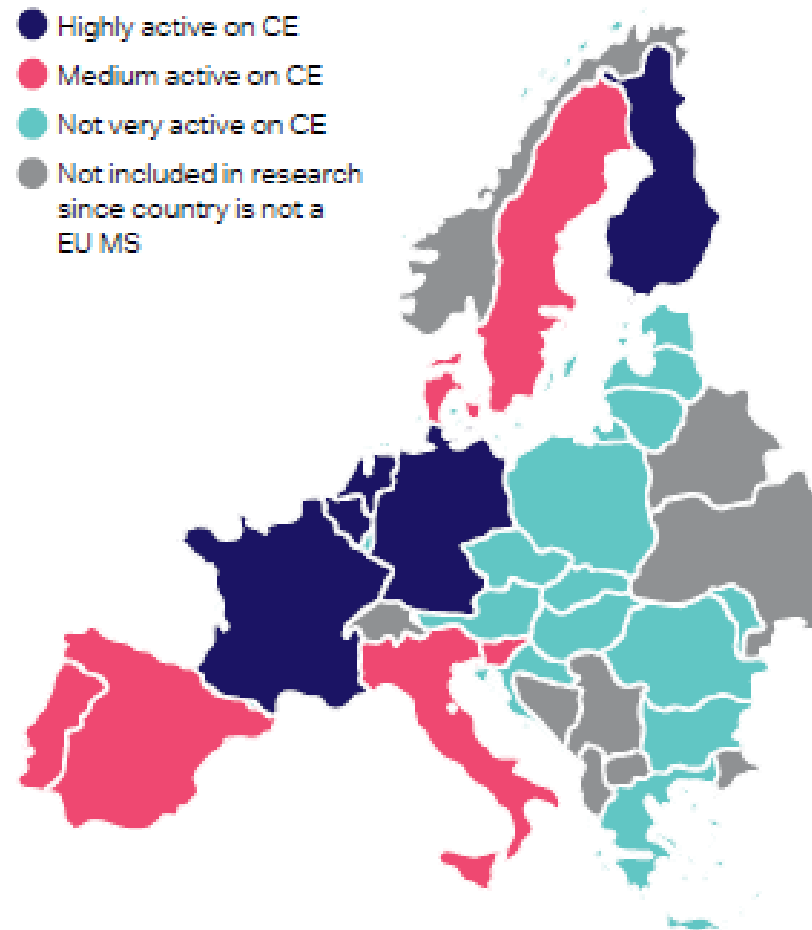 Highly active on CE
Medium active on CE
Not very active on CE
Not included in research
since country is not a
EU MS